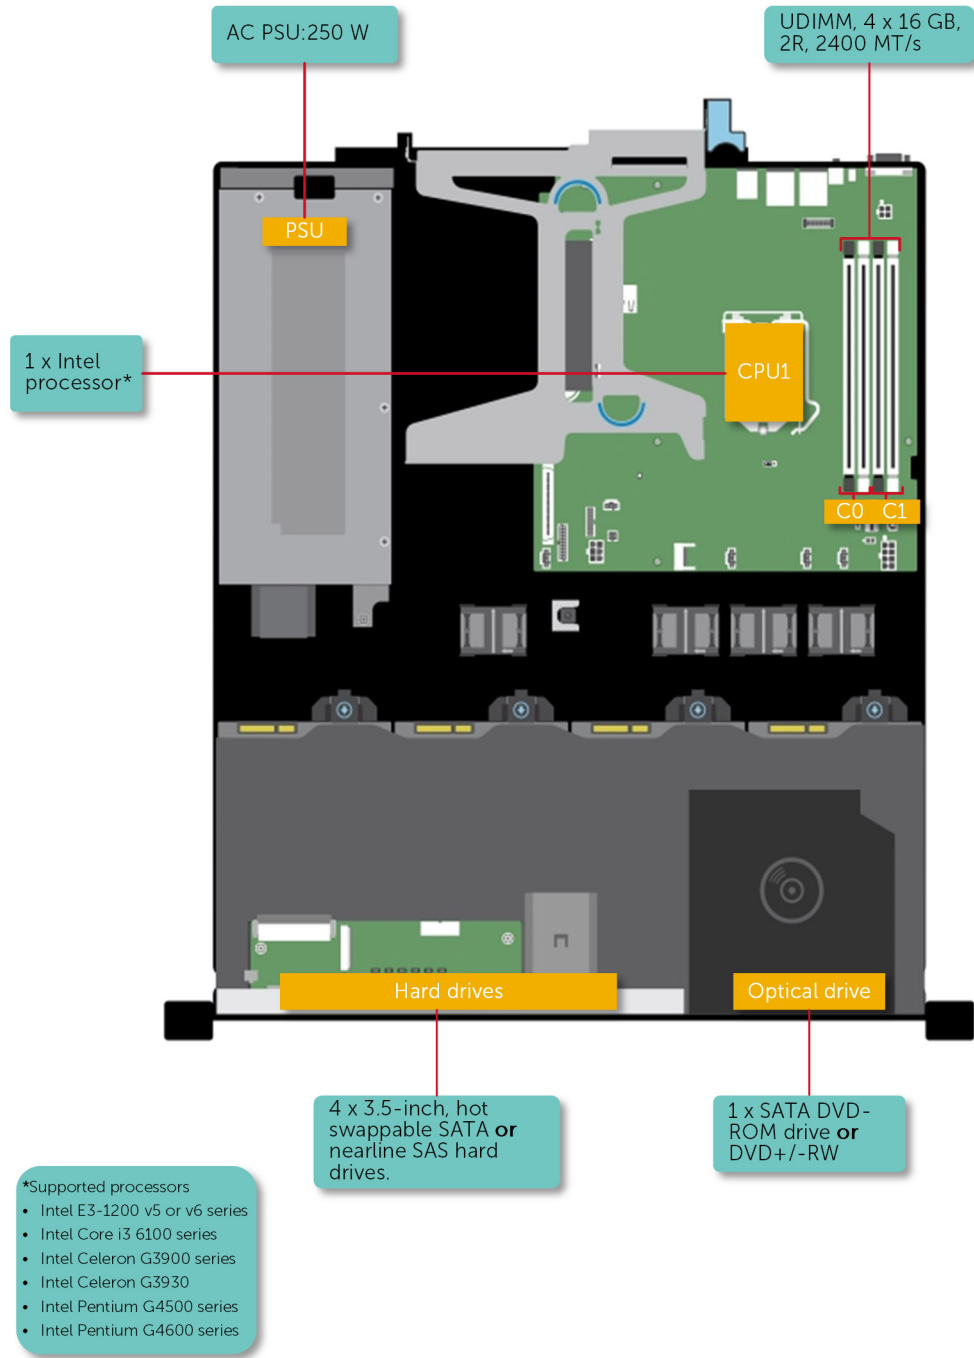 AC PSU:250 W
UDIMM, 4 x 16 GB,
2R, 2400 MT/s
PSU
1 x Intel
processor*
CPU1
C0 C1
Hard drives
Optical drive
4 x 3.5-inch, hot
swappable SATA or
nearline SAS hard
drives.
1 x SATA DVD-
ROM drive or
DVD+/-RW
*Supported processors
• Intel E3-1200 v5 or v6 series
• Intel Core i3 6100 series
• Intel Celeron G3900 series
• Intel Celeron G3930
• Intel Pentium G4500 series
• Intel Pentium G4600 series